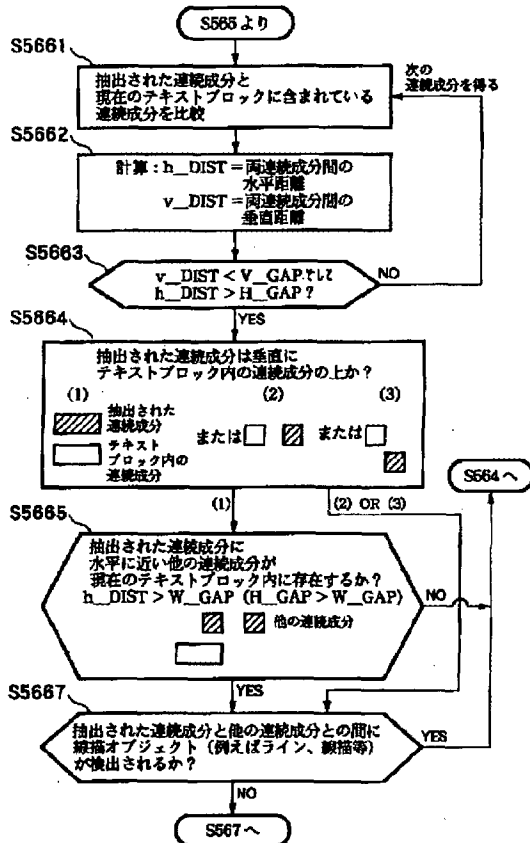 S565より
S5661
抽出された連続成分と
現在のテキストブロックに含まれている
連続成分を比較
次の
連続成分を得る
S5662
計算:h_DIST=両連続成分間の
水平距離
v_DIST=両連続成分間の
垂直距離
S5663
v_DIST<V_GAPそして
h_DIST>H_GAP?
NO
YES
S5664
抽出された連続成分は垂直に
テキストブロック内の連続成分の上か?
(1) (2) (3)
抽出された
連続成分
または または
テキスト
ブロック内の
連続成分
S564へ
(1) (2) OR (3)
S5665
抽出された連続成分に
水平に近い他の連続成分が
現在のテキストブロック内に存在するか?
h_DIST>W_GAP (H_GAP>W_GAP)
他の連続成分
NO
YES
S5667
抽出された連続成分と他の連続成分との間に
線描オブジェクト(例えばライン、線描等)
が検出されるか?
YES
NO
S567へ